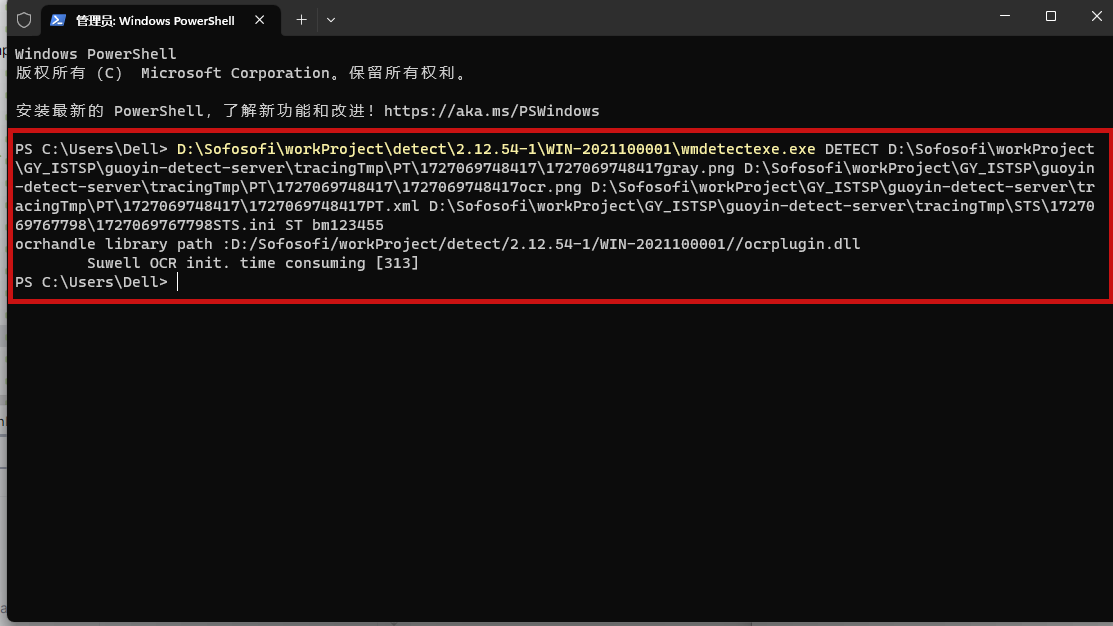 管理员: Windows PowerShell
Windows PowerShell
版权所有 (C) Microsoft Corporation。保留所有权利。
安装最新的 PowerShell，了解新功能和改进！https://aka.ms/PSWindows
PS C:\Users\Dell> D:\Sofosofi\workProject\detect\2.12.54-1\WIN-2021100001\wmdetectexe.exe DETECT D:\Sofosofi\workProject
\GY_ISTSP\guoyin-detect-server\tracingTmp\PT\1727069748417\1727069748417gray.png D:\Sofosofi\workProject\GY_ISTSP\guoyin
-detect-server\tracingTmp\PT\1727069748417\1727069748417ocr.png D:\Sofosofi\workProject\GY_ISTSP\guoyin-detect-server\tr
acingTmp\PT\1727069748417\1727069748417PT.xml D:\Sofosofi\workProject\GY_ISTSP\guoyin-detect-server\tracingTmp\STS\17270
69767798\1727069767798STS.ini ST bm123455
ocrhandle library path :D:/Sofosofi/workProject/detect/2.12.54-1/WIN-2021100001//ocrplugin.dll
Suwell OCR init. time consuming [313]
PS C:\Users\Dell>